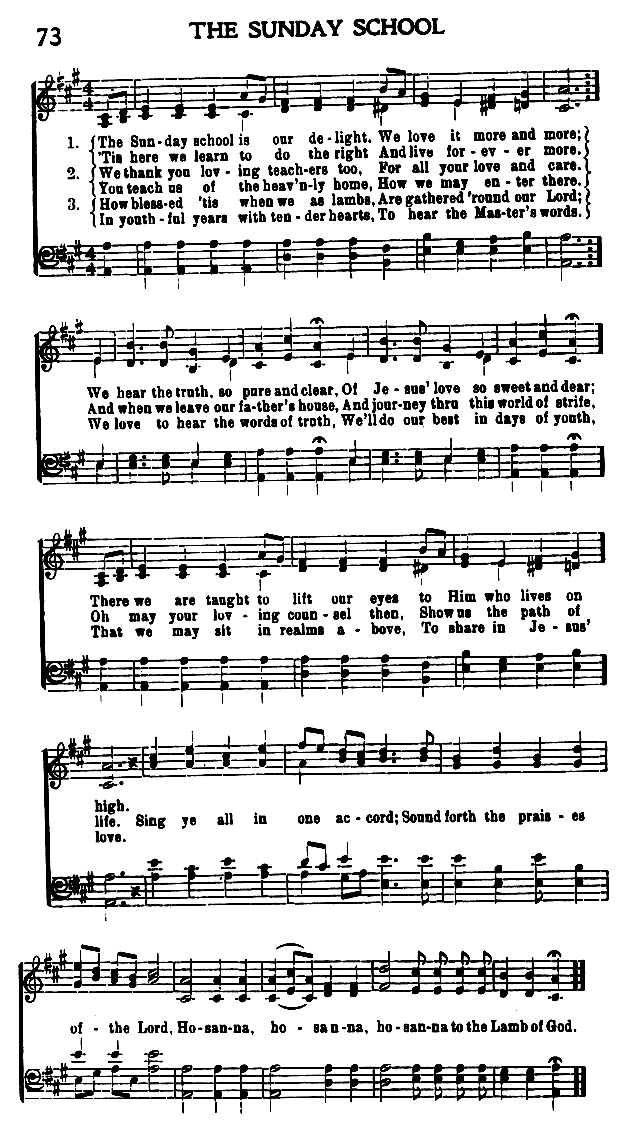 73 THE SUNDAY SCHOOL
1. The Sun-day school is our de-light. We love it more and more;
'Tis here we learn to do the right And live for-ev-er more.
2. We thank you lov-ing teach-ers too, For all your love and care.
You teach us of the heav'n-ly home, How we may en-ter there.
3. How bless-ed 'tis when we as lambs, Are gathered 'round our Lord;
In youth-ful years with ten-der hearts, To hear the Mas-ter's words.
We hear the truth, so pure and clear, Of Je-sus' love so sweet and dear;
And when we leave our fa-ther's house, And jour-ney thru this world of strife,
We love to hear the words of truth, We'll do our best in days of youth,
There we are taught to lift our eyes to Him who lives on
Oh may your lov-ing coun-sel then, Show us the path of
That we may sit in realms a-bove, To share in Je-sus'
high.
life. Sing ye all in one ac-cord; Sound forth the prais-es
love.
of - the Lord, Ho-san-na, ho - san-na, ho-san-na to the Lamb of God.